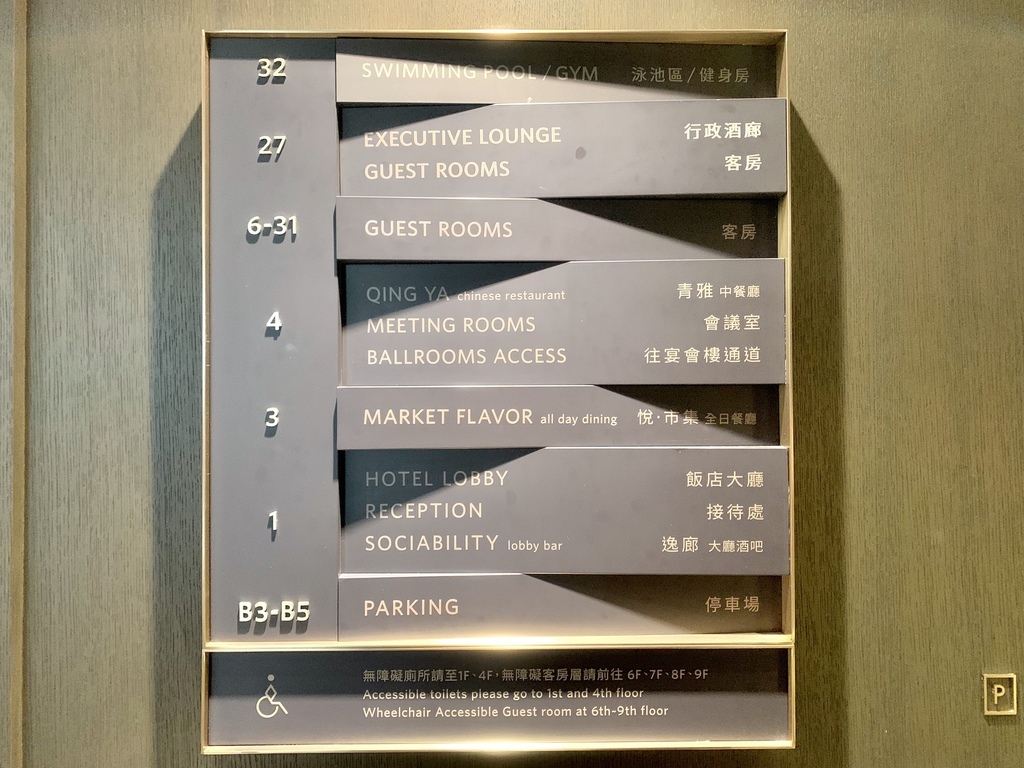 32 SWIMMING POOL / GYM 泳池區/健身房
27 EXECUTIVE LOUNGE 行政酒廊
GUEST ROOMS 客房
6-31 GUEST ROOMS 客房
QING YA chinese restaurant 青雅 中餐廳
4 MEETING ROOMS 會議室
BALLROOMS ACCESS 往宴會樓通道
3 MARKET FLAVOR all day dining 悅·市集 全日餐廳
HOTEL LOBBY 飯店大廳
1 RECEPTION 接待處
SOCIABILITY lobby bar 逸廊 大廳酒吧
B3-B5 PARKING 停車場
無障礙廁所請至1F、4F,無障礙客房層請前往 6F、7F、8F、9F
Accessible toilets please go to 1st and 4th floor
Wheelchair Accessible Guest room at 6th-9th floor
P